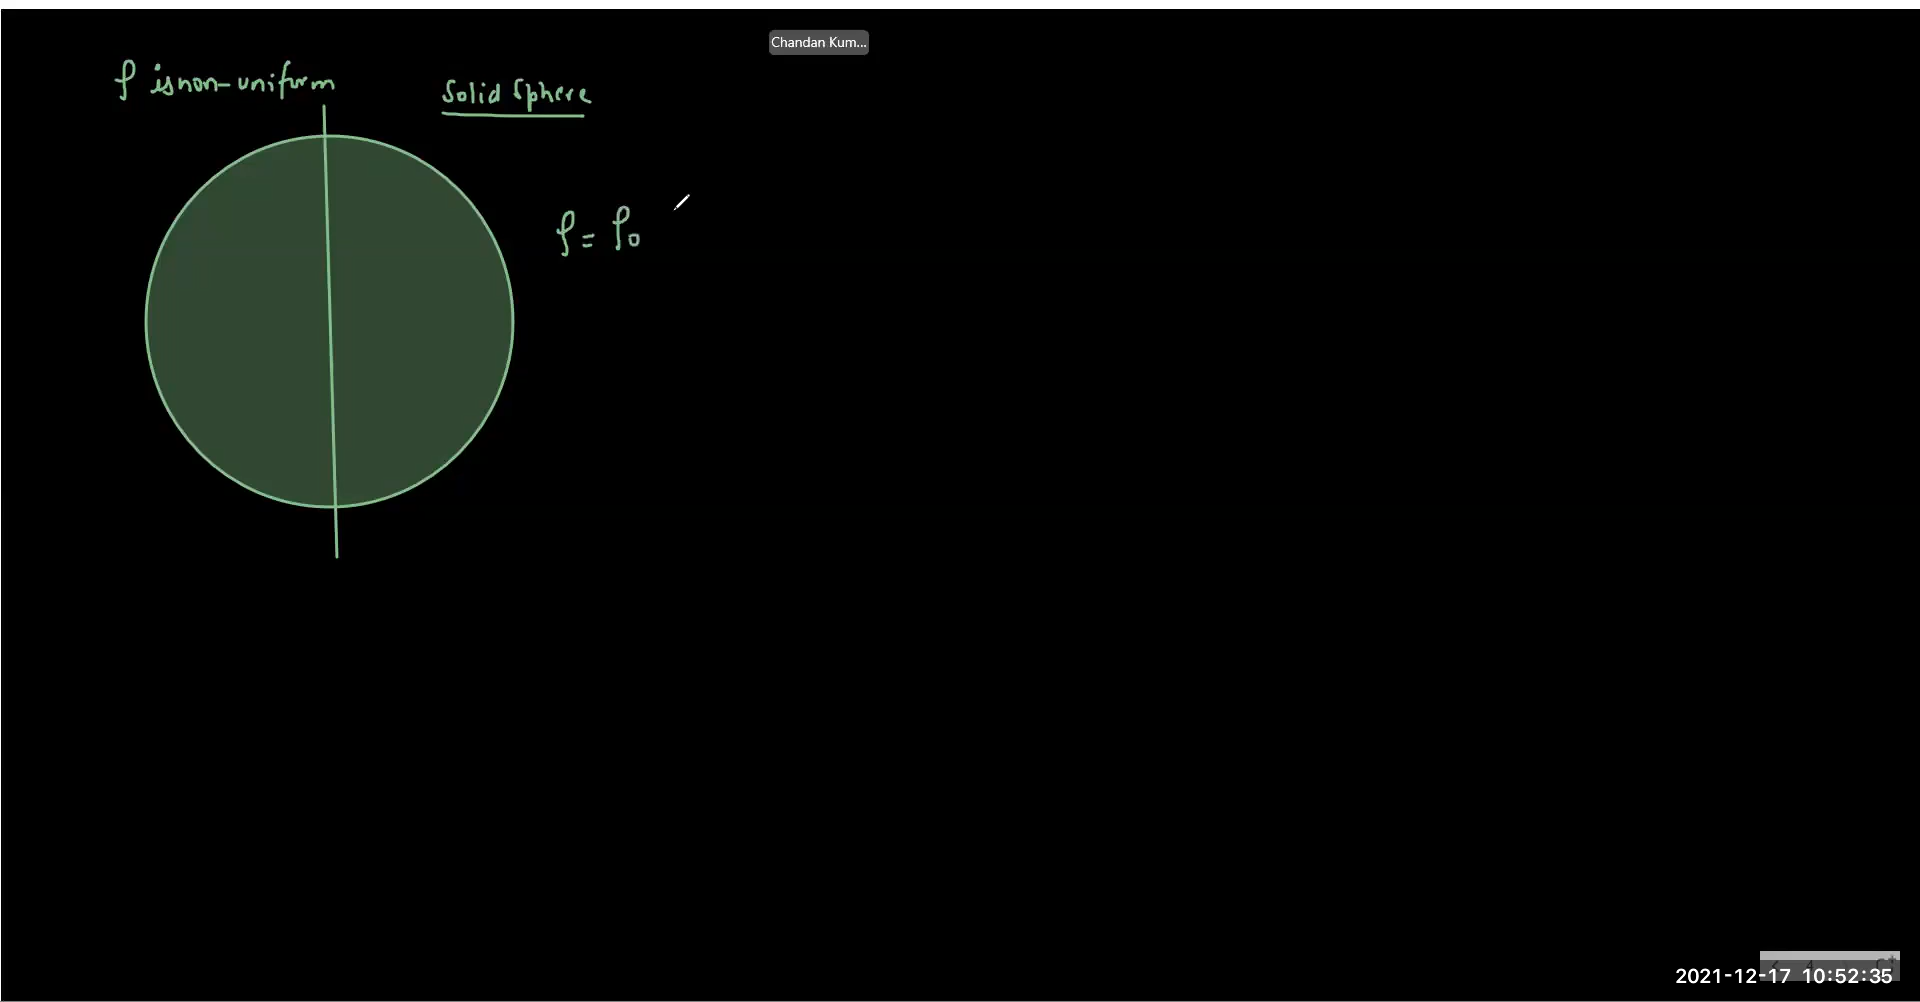 Chandan Kum...
ρ is non-uniform
Solid Sphere
ρ = ρ₀
2021-12-17 10:52:35